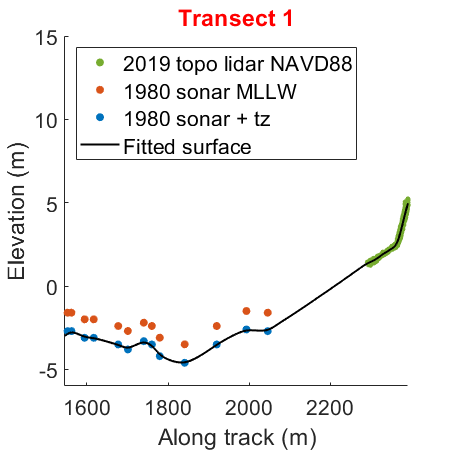 Transect 1
15
10
5
0
-5
Elevation (m)
2019 topo lidar NAVD88
1980 sonar MLLW
1980 sonar + tz
Fitted surface
1600 1800 2000 2200
Along track (m)